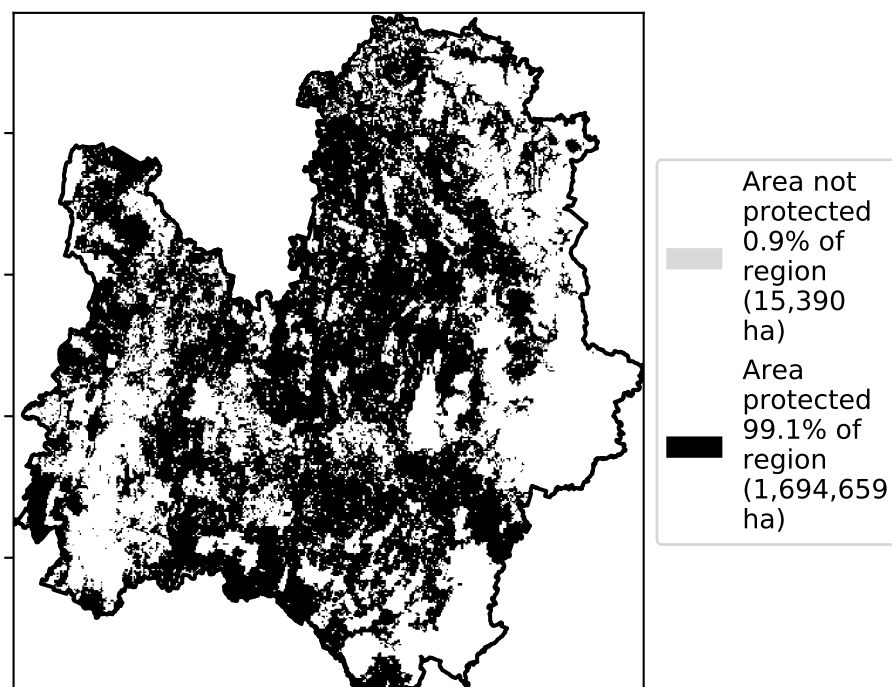 Area not
protected
0.9% of
region
(15,390
ha)
Area
protected
99.1% of
region
(1,694,659
ha)